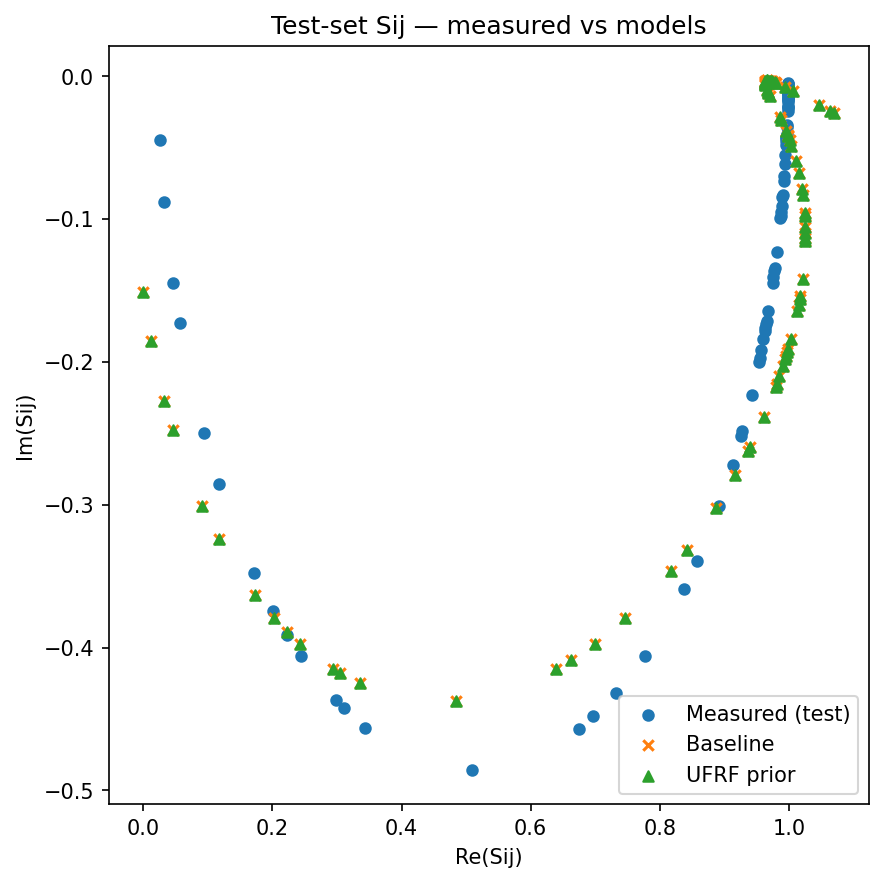 Test-set Sij — measured vs models
Im(Sij)
0.0
−0.1
−0.2
−0.3
−0.4
−0.5
0.0 0.2 0.4 0.6 0.8 1.0
Re(Sij)
Measured (test)
Baseline
UFRF prior